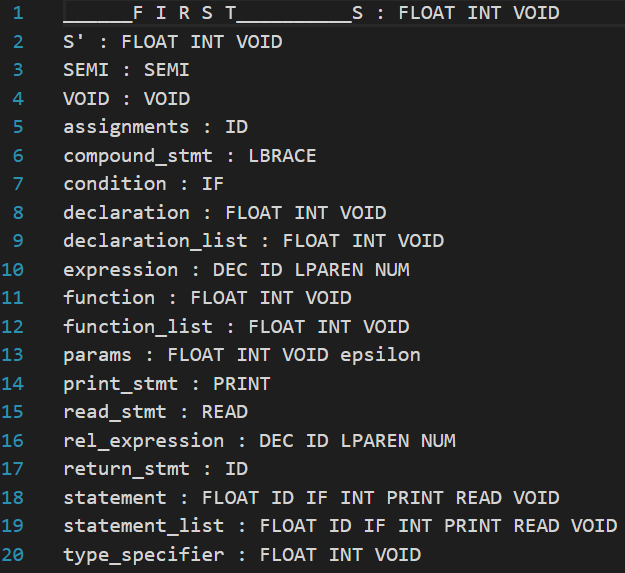 1 ______F I R S T__________S : FLOAT INT VOID
2 S' : FLOAT INT VOID
3 SEMI : SEMI
4 VOID : VOID
5 assignments : ID
6 compound_stmt : LBRACE
7 condition : IF
8 declaration : FLOAT INT VOID
9 declaration_list : FLOAT INT VOID
10 expression : DEC ID LPAREN NUM
11 function : FLOAT INT VOID
12 function_list : FLOAT INT VOID
13 params : FLOAT INT VOID epsilon
14 print_stmt : PRINT
15 read_stmt : READ
16 rel_expression : DEC ID LPAREN NUM
17 return_stmt : ID
18 statement : FLOAT ID IF INT PRINT READ VOID
19 statement_list : FLOAT ID IF INT PRINT READ VOID
20 type_specifier : FLOAT INT VOID